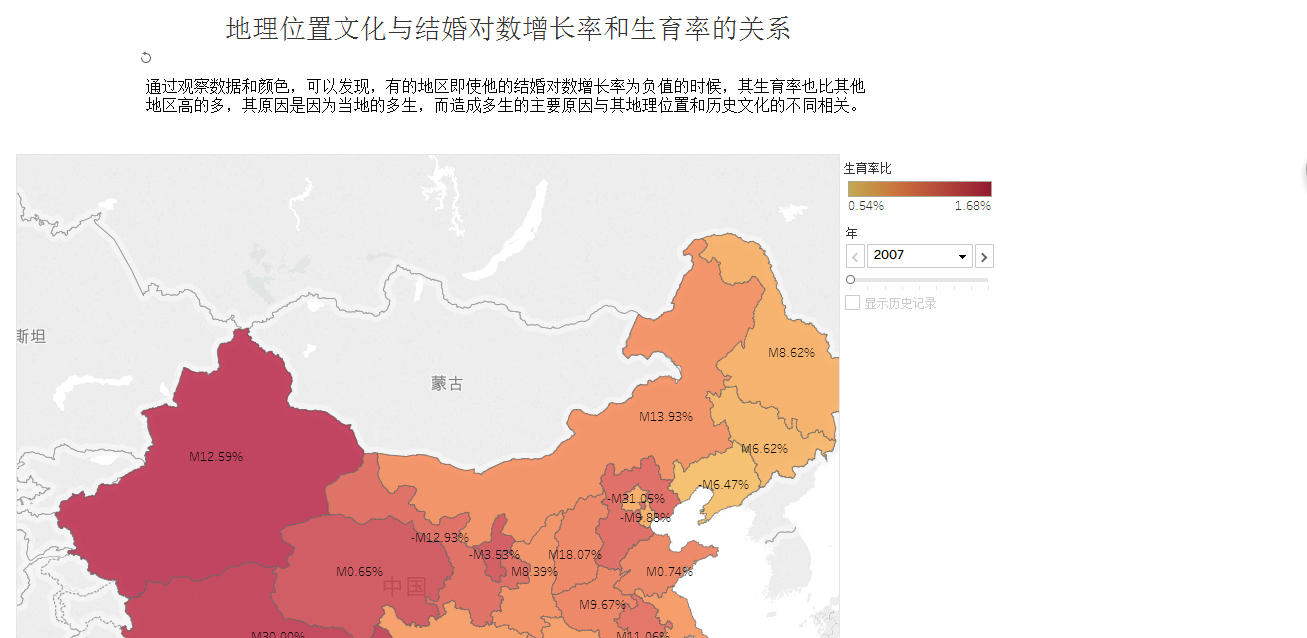 地理位置文化与结婚对数增长率和生育率的关系
通过观察数据和颜色，可以发现，有的地区即使他的结婚对数增长率为负值的时候，其生育率也比其他
地区高的多，其原因是因为当地的多生，而造成多生的主要原因与其地理位置和历史文化的不同相关。
生育率比
0.54% 1.68%
年
2007
显示历史记录
斯坦
蒙古
M8.62%
M13.93%
M6.62%
M12.59%
-M6.47%
-M31.05%
-M9.88%
-M12.93%
-M3.53%
M18.07%
M8.39%
M0.65%
M0.74%
中国
M9.67%
M30.00%
M11.06%